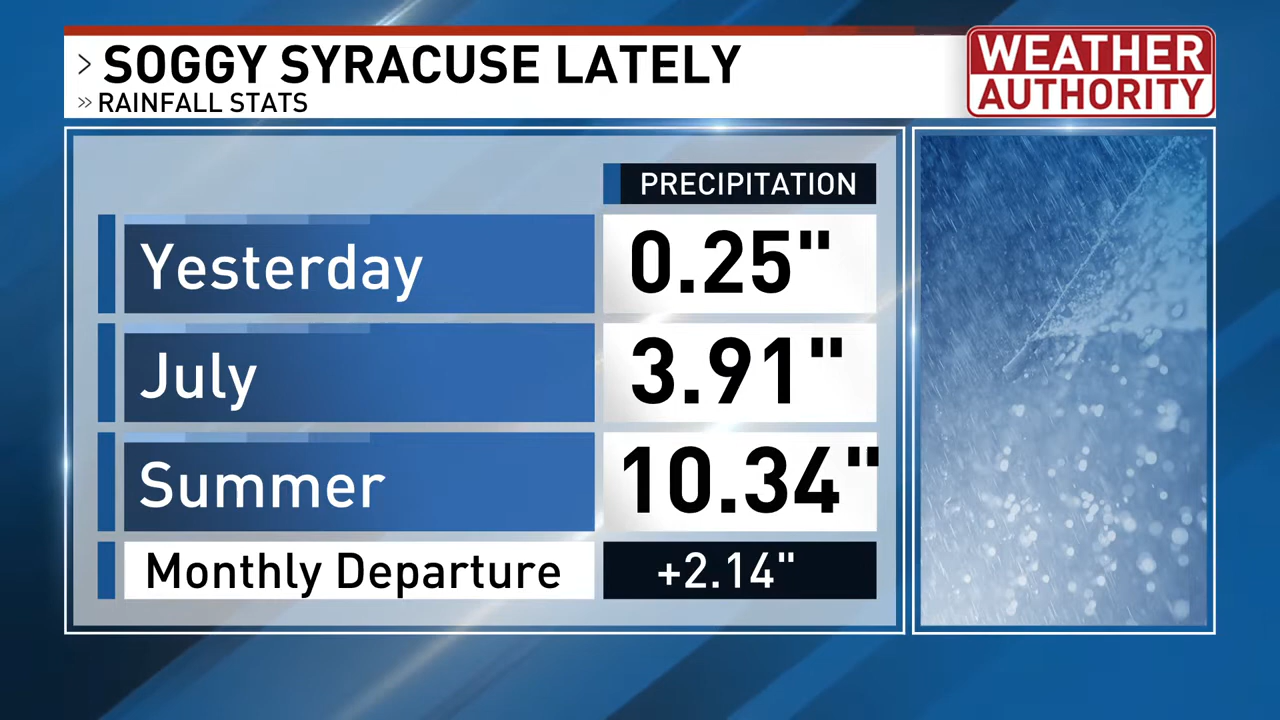 > SOGGY SYRACUSE LATELY
» RAINFALL STATS
WEATHER
AUTHORITY
PRECIPITATION
Yesterday 0.25"
July 3.91"
Summer 10.34"
Monthly Departure +2.14"